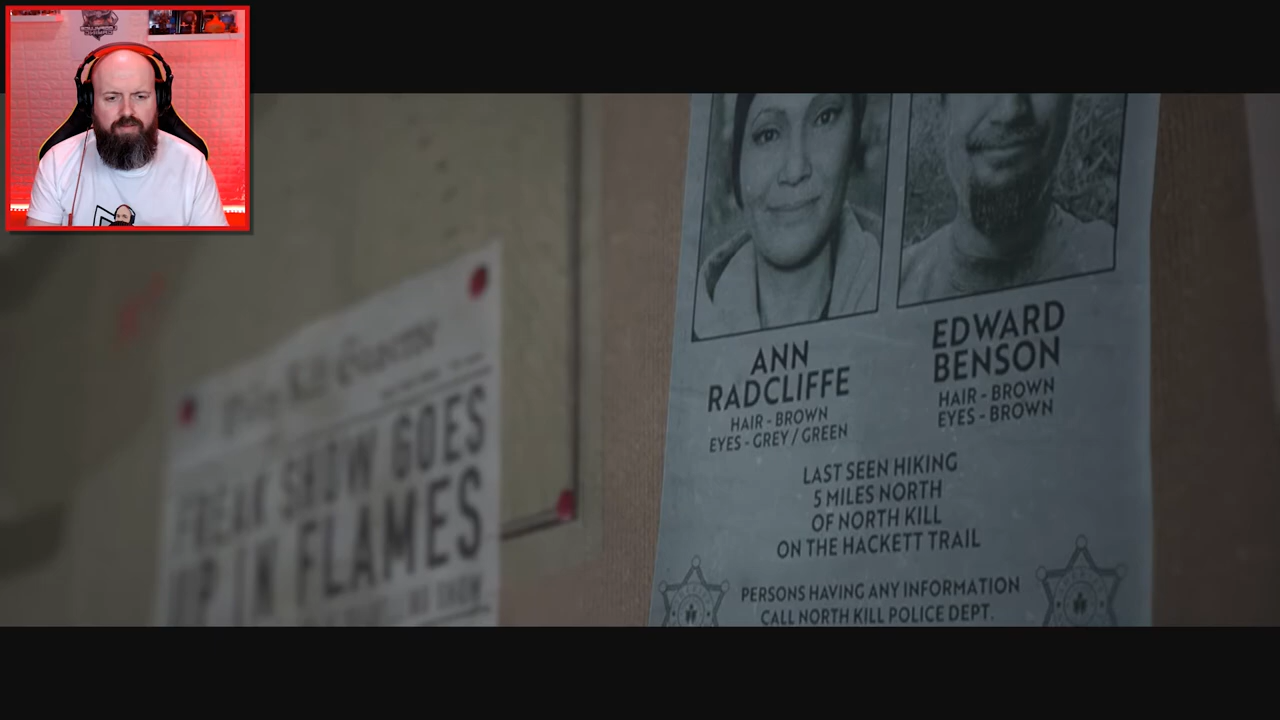 FREAK SHOW GOES
UP IN FLAMES
ANN
RADCLIFFE
HAIR - BROWN
EYES - GREY / GREEN
EDWARD
BENSON
HAIR - BROWN
EYES - BROWN
LAST SEEN HIKING
5 MILES NORTH
OF NORTH KILL
ON THE HACKETT TRAIL
PERSONS HAVING ANY INFORMATION
CALL NORTH KILL POLICE DEPT.